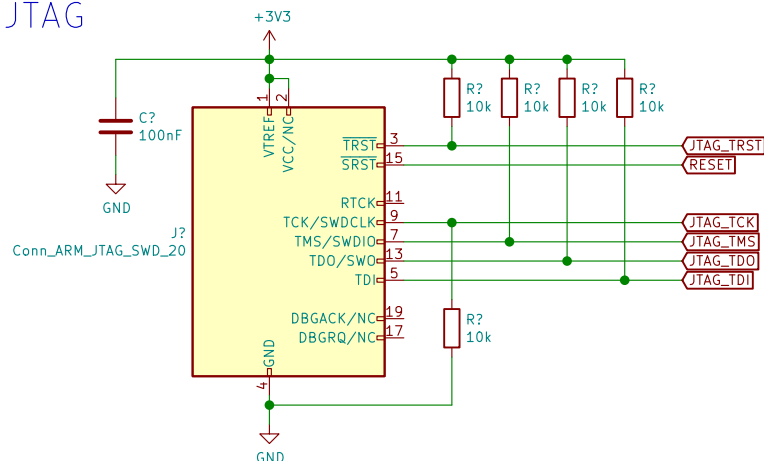 JTAG
+3V3
C?
100nF
GND
1
2
VTREF
VCC/NC
R?
10k
R?
10k
R?
10k
R?
10k
TRST
3
JTAG_TRST
SRST
15
RESET
RTCK
11
TCK/SWDCLK
9
JTAG_TCK
TMS/SWDIO
7
JTAG_TMS
TDO/SWO
13
JTAG_TDO
TDI
5
JTAG_TDI
J?
Conn_ARM_JTAG_SWD_20
DBGACK/NC
19
DBGRQ/NC
17
R?
10k
GND
4
GND